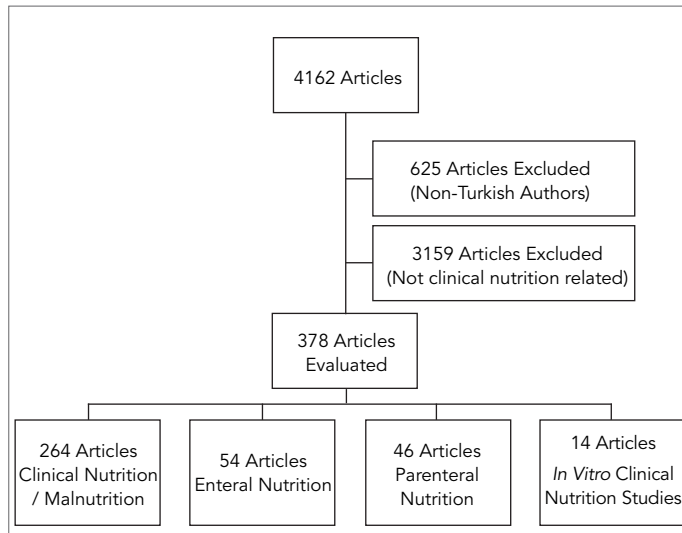 4162 Articles
625 Articles Excluded
(Non-Turkish Authors)
3159 Articles Excluded
(Not clinical nutrition related)
378 Articles
Evaluated
264 Articles
Clinical Nutrition
/ Malnutrition
54 Articles
Enteral Nutrition
46 Articles
Parenteral
Nutrition
14 Articles
In Vitro Clinical
Nutrition Studies